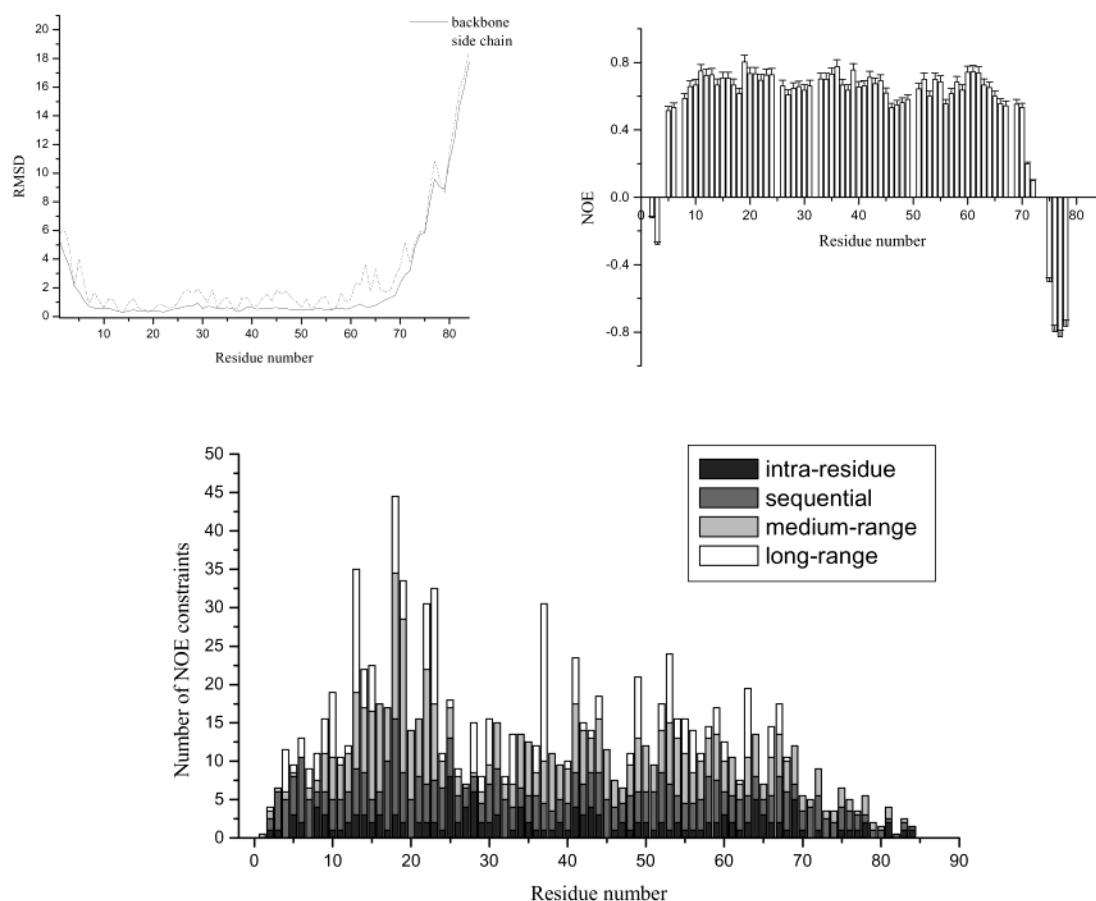 20
18
16
14
12
10
8
6
4
2
0
RMSD
backbone
side chain
10 20 30 40 50 60 70 80
Residue number
0.8
0.4
0.0
-0.4
-0.8
NOE
0 10 20 30 40 50 60 70 80
Residue number
50
45
40
35
30
25
20
15
10
5
0
Number of NOE constraints
intra-residue
sequential
medium-range
long-range
0 10 20 30 40 50 60 70 80 90
Residue number